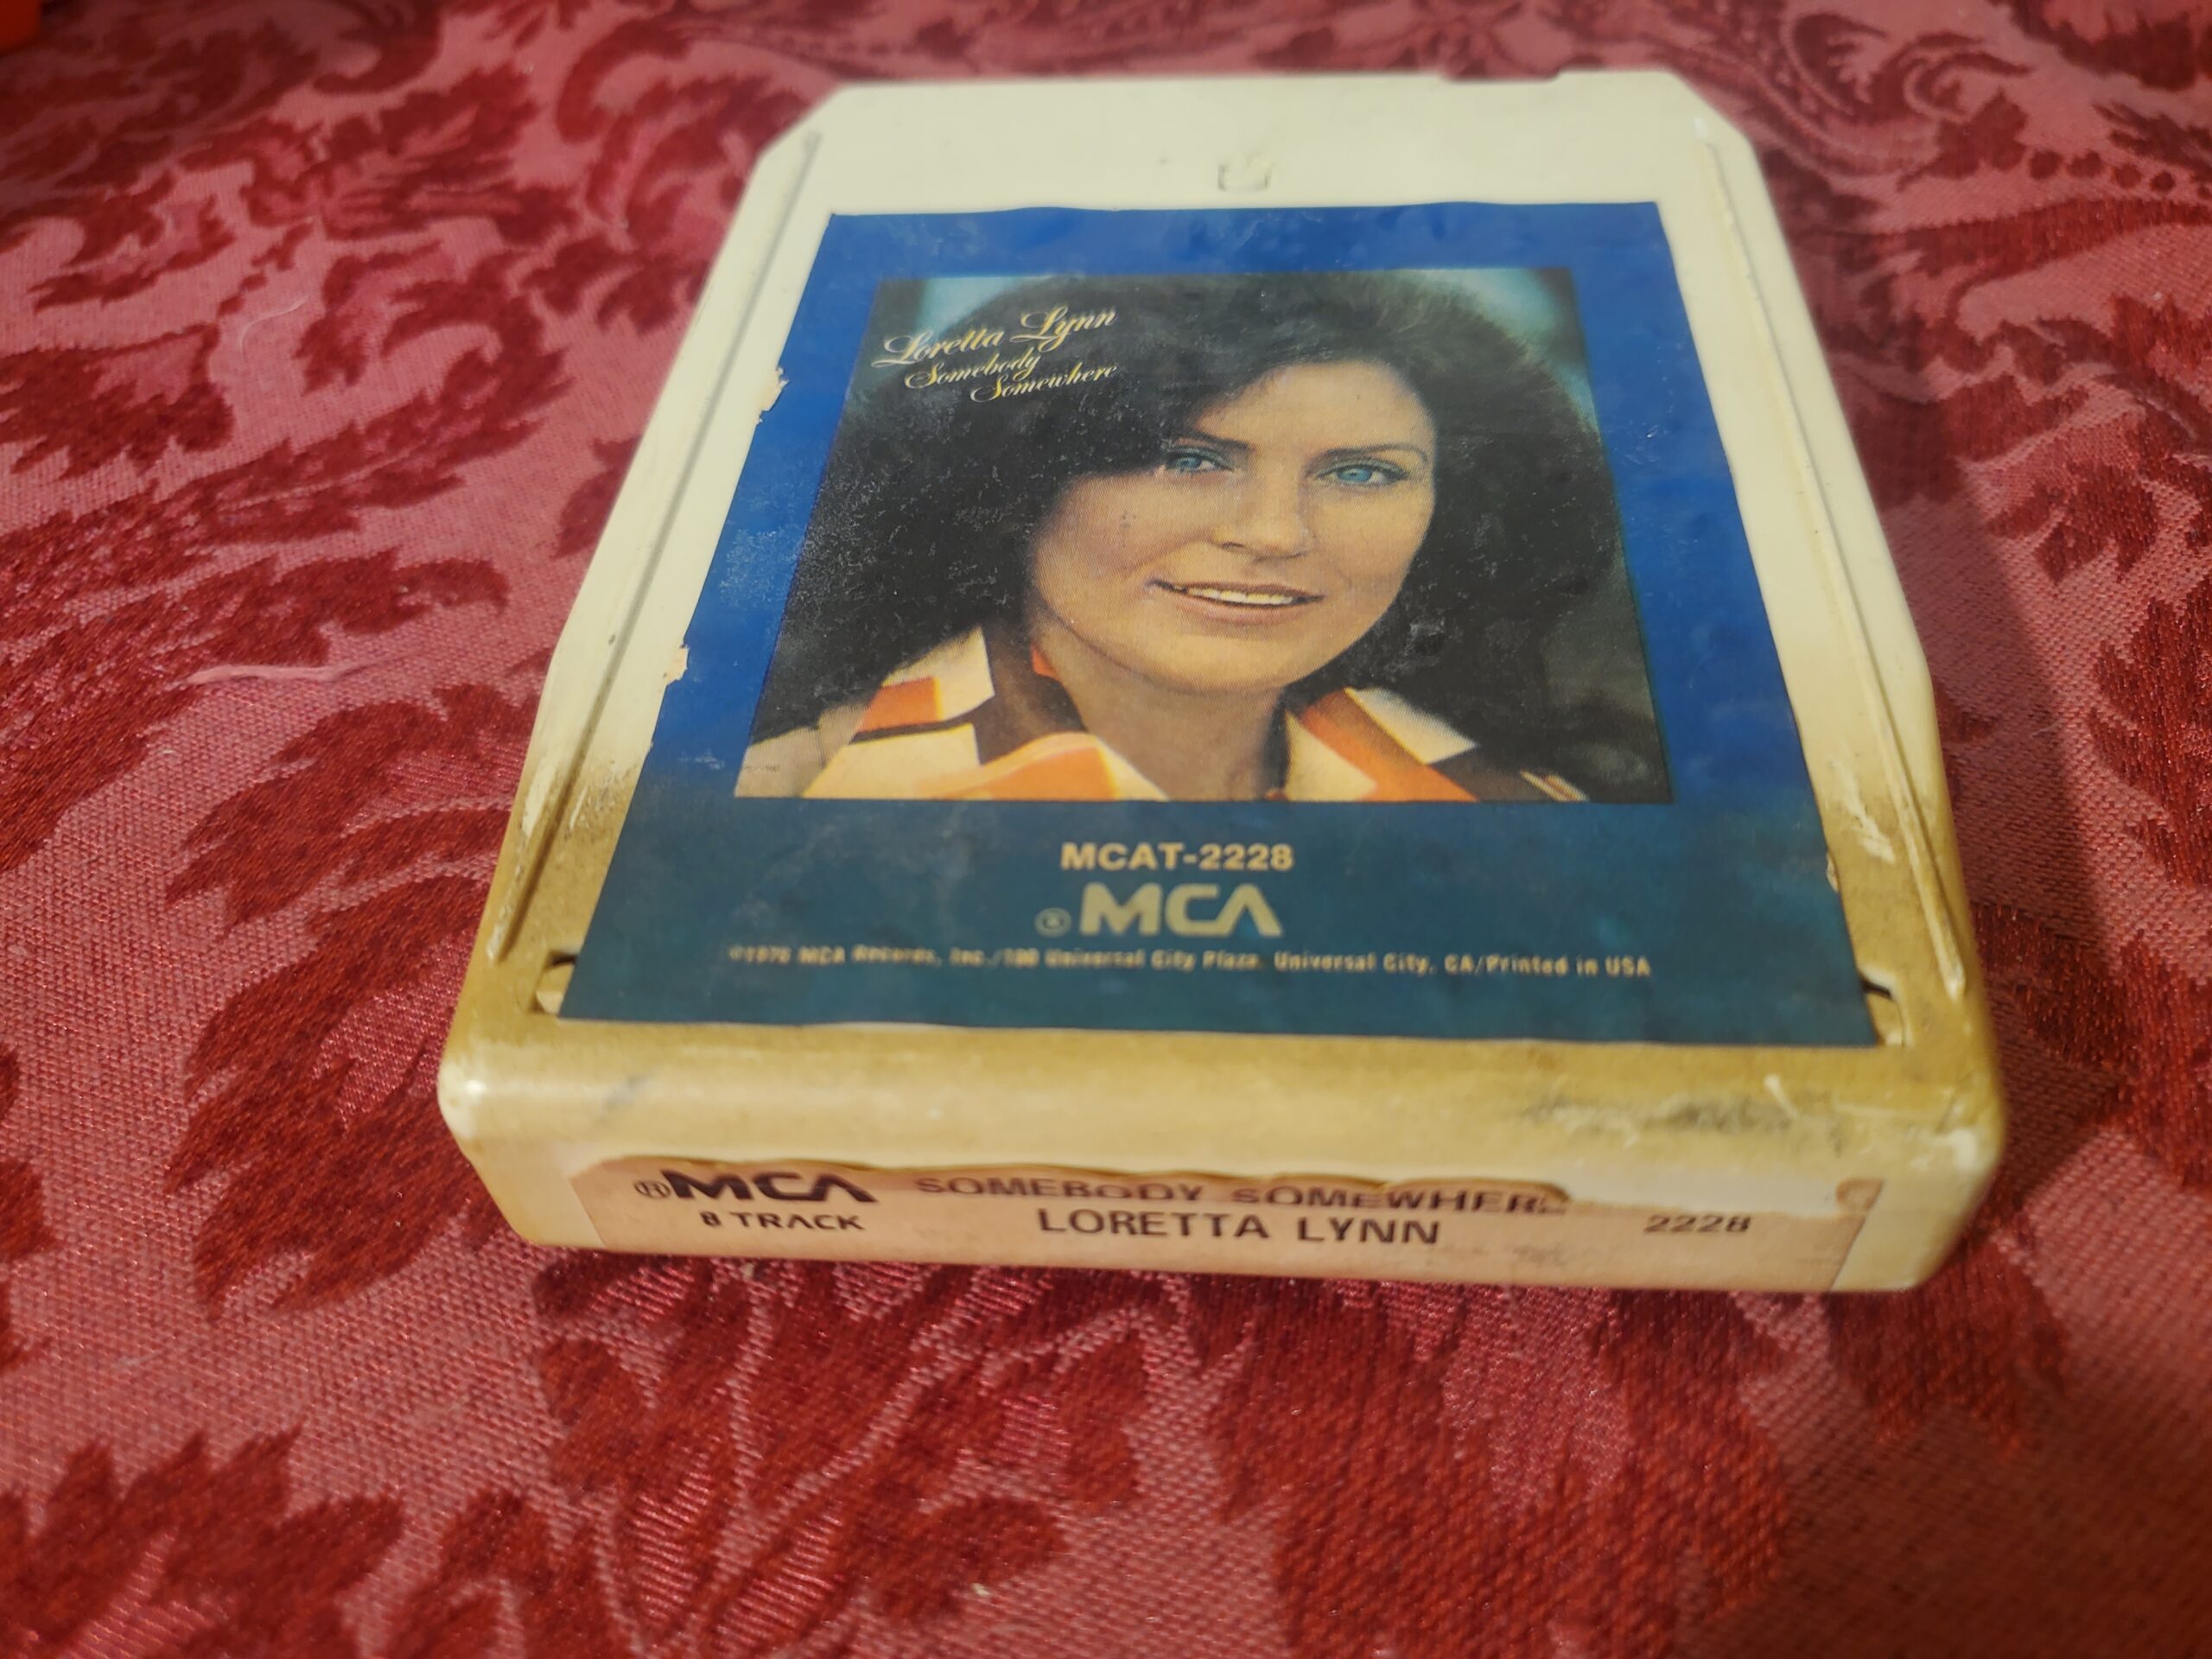 Loretta Lynn
Somebody
Somewhere
MCAT-2228
®MCA
©1976 MCA Records, Inc./100 Universal City Plaza, Universal City, CA/Printed in USA
®MCA SOMEBODY SOMEWHERE
8 TRACK LORETTA LYNN 2228